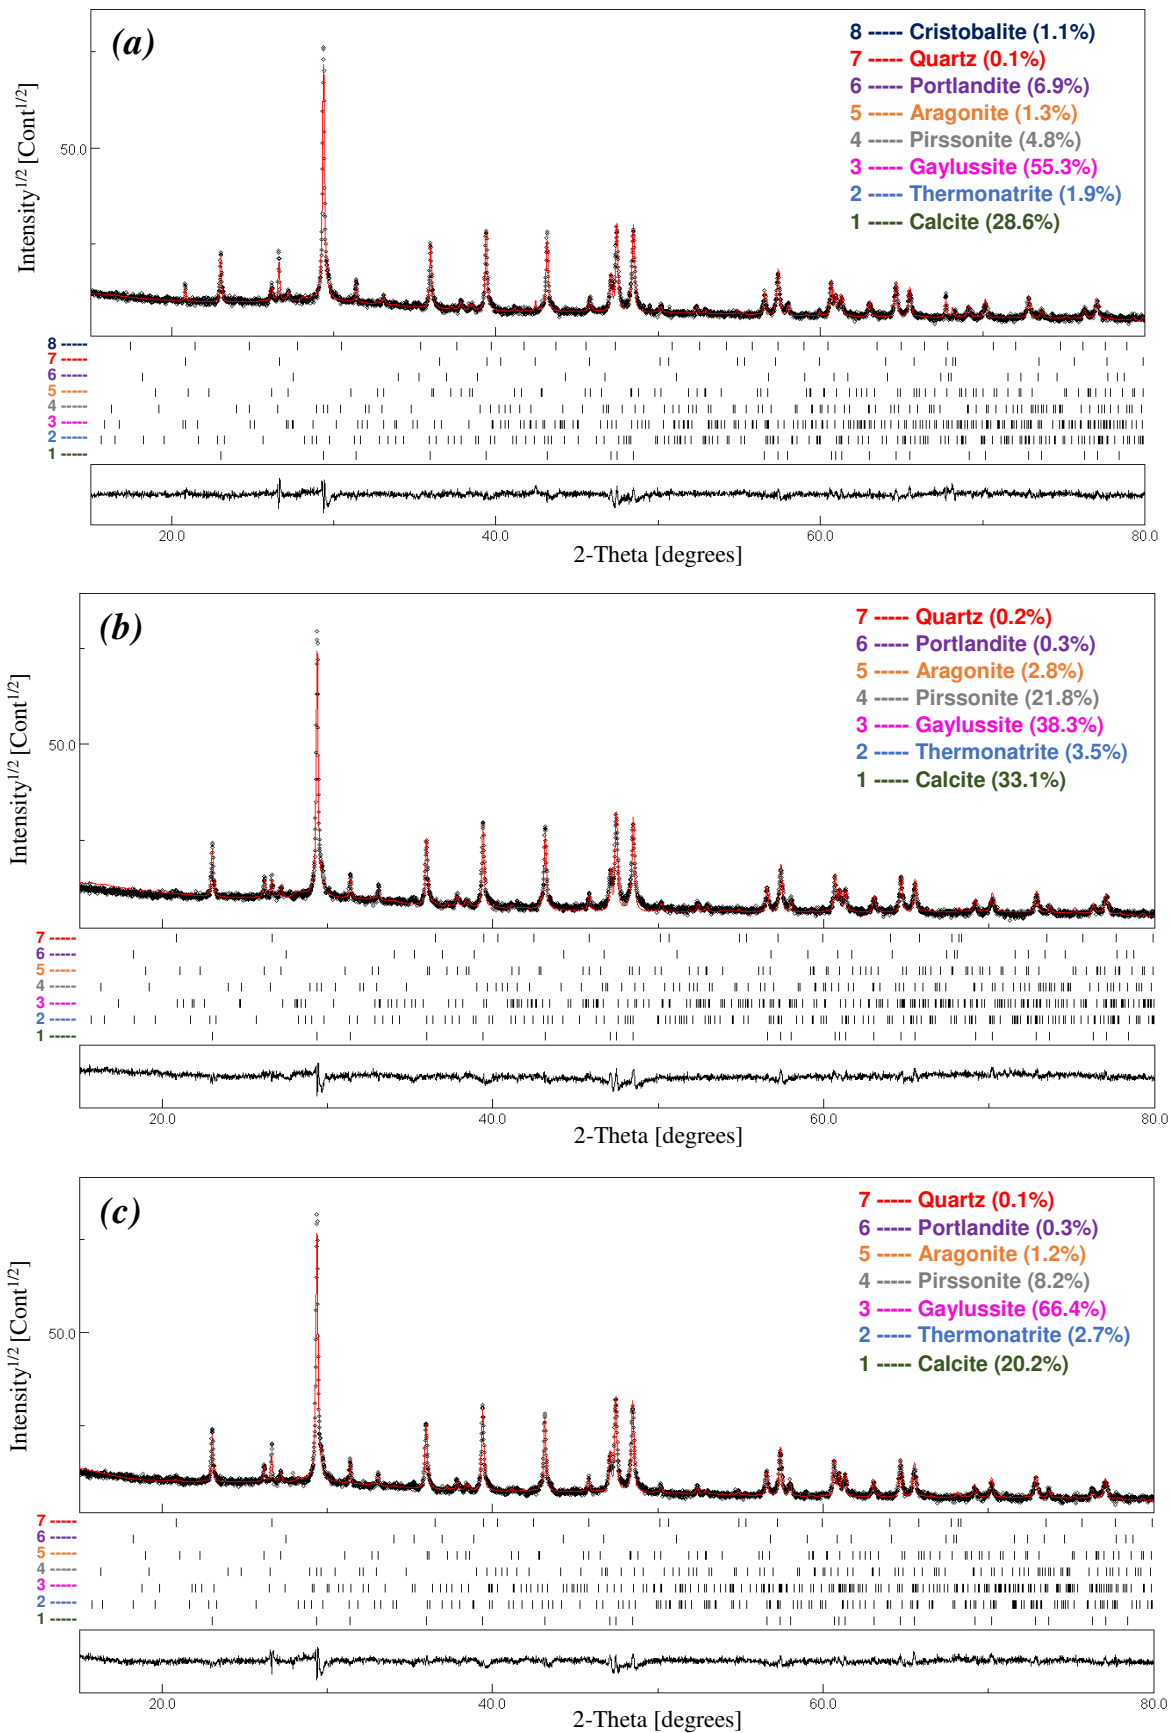 (a)
8 ----- Cristobalite (1.1%)
7 ----- Quartz (0.1%)
6 ----- Portlandite (6.9%)
5 ----- Aragonite (1.3%)
4 ----- Pirssonite (4.8%)
3 ----- Gaylussite (55.3%)
2 ----- Thermonatrite (1.9%)
1 ----- Calcite (28.6%)
Intensity1/2 [Cont1/2]
50.0
8 -----
7 -----
6 -----
5 -----
4 -----
3 -----
2 -----
1 -----
20.0 40.0 60.0 80.0
2-Theta [degrees]
(b)
7 ----- Quartz (0.2%)
6 ----- Portlandite (0.3%)
5 ----- Aragonite (2.8%)
4 ----- Pirssonite (21.8%)
3 ----- Gaylussite (38.3%)
2 ----- Thermonatrite (3.5%)
1 ----- Calcite (33.1%)
Intensity1/2 [Cont1/2]
50.0
7 -----
6 -----
5 -----
4 -----
3 -----
2 -----
1 -----
20.0 40.0 60.0 80.0
2-Theta [degrees]
(c)
7 ----- Quartz (0.1%)
6 ----- Portlandite (0.3%)
5 ----- Aragonite (1.2%)
4 ----- Pirssonite (8.2%)
3 ----- Gaylussite (66.4%)
2 ----- Thermonatrite (2.7%)
1 ----- Calcite (20.2%)
Intensity1/2 [Cont1/2]
50.0
7 -----
6 -----
5 -----
4 -----
3 -----
2 -----
1 -----
20.0 40.0 60.0 80.0
2-Theta [degrees]